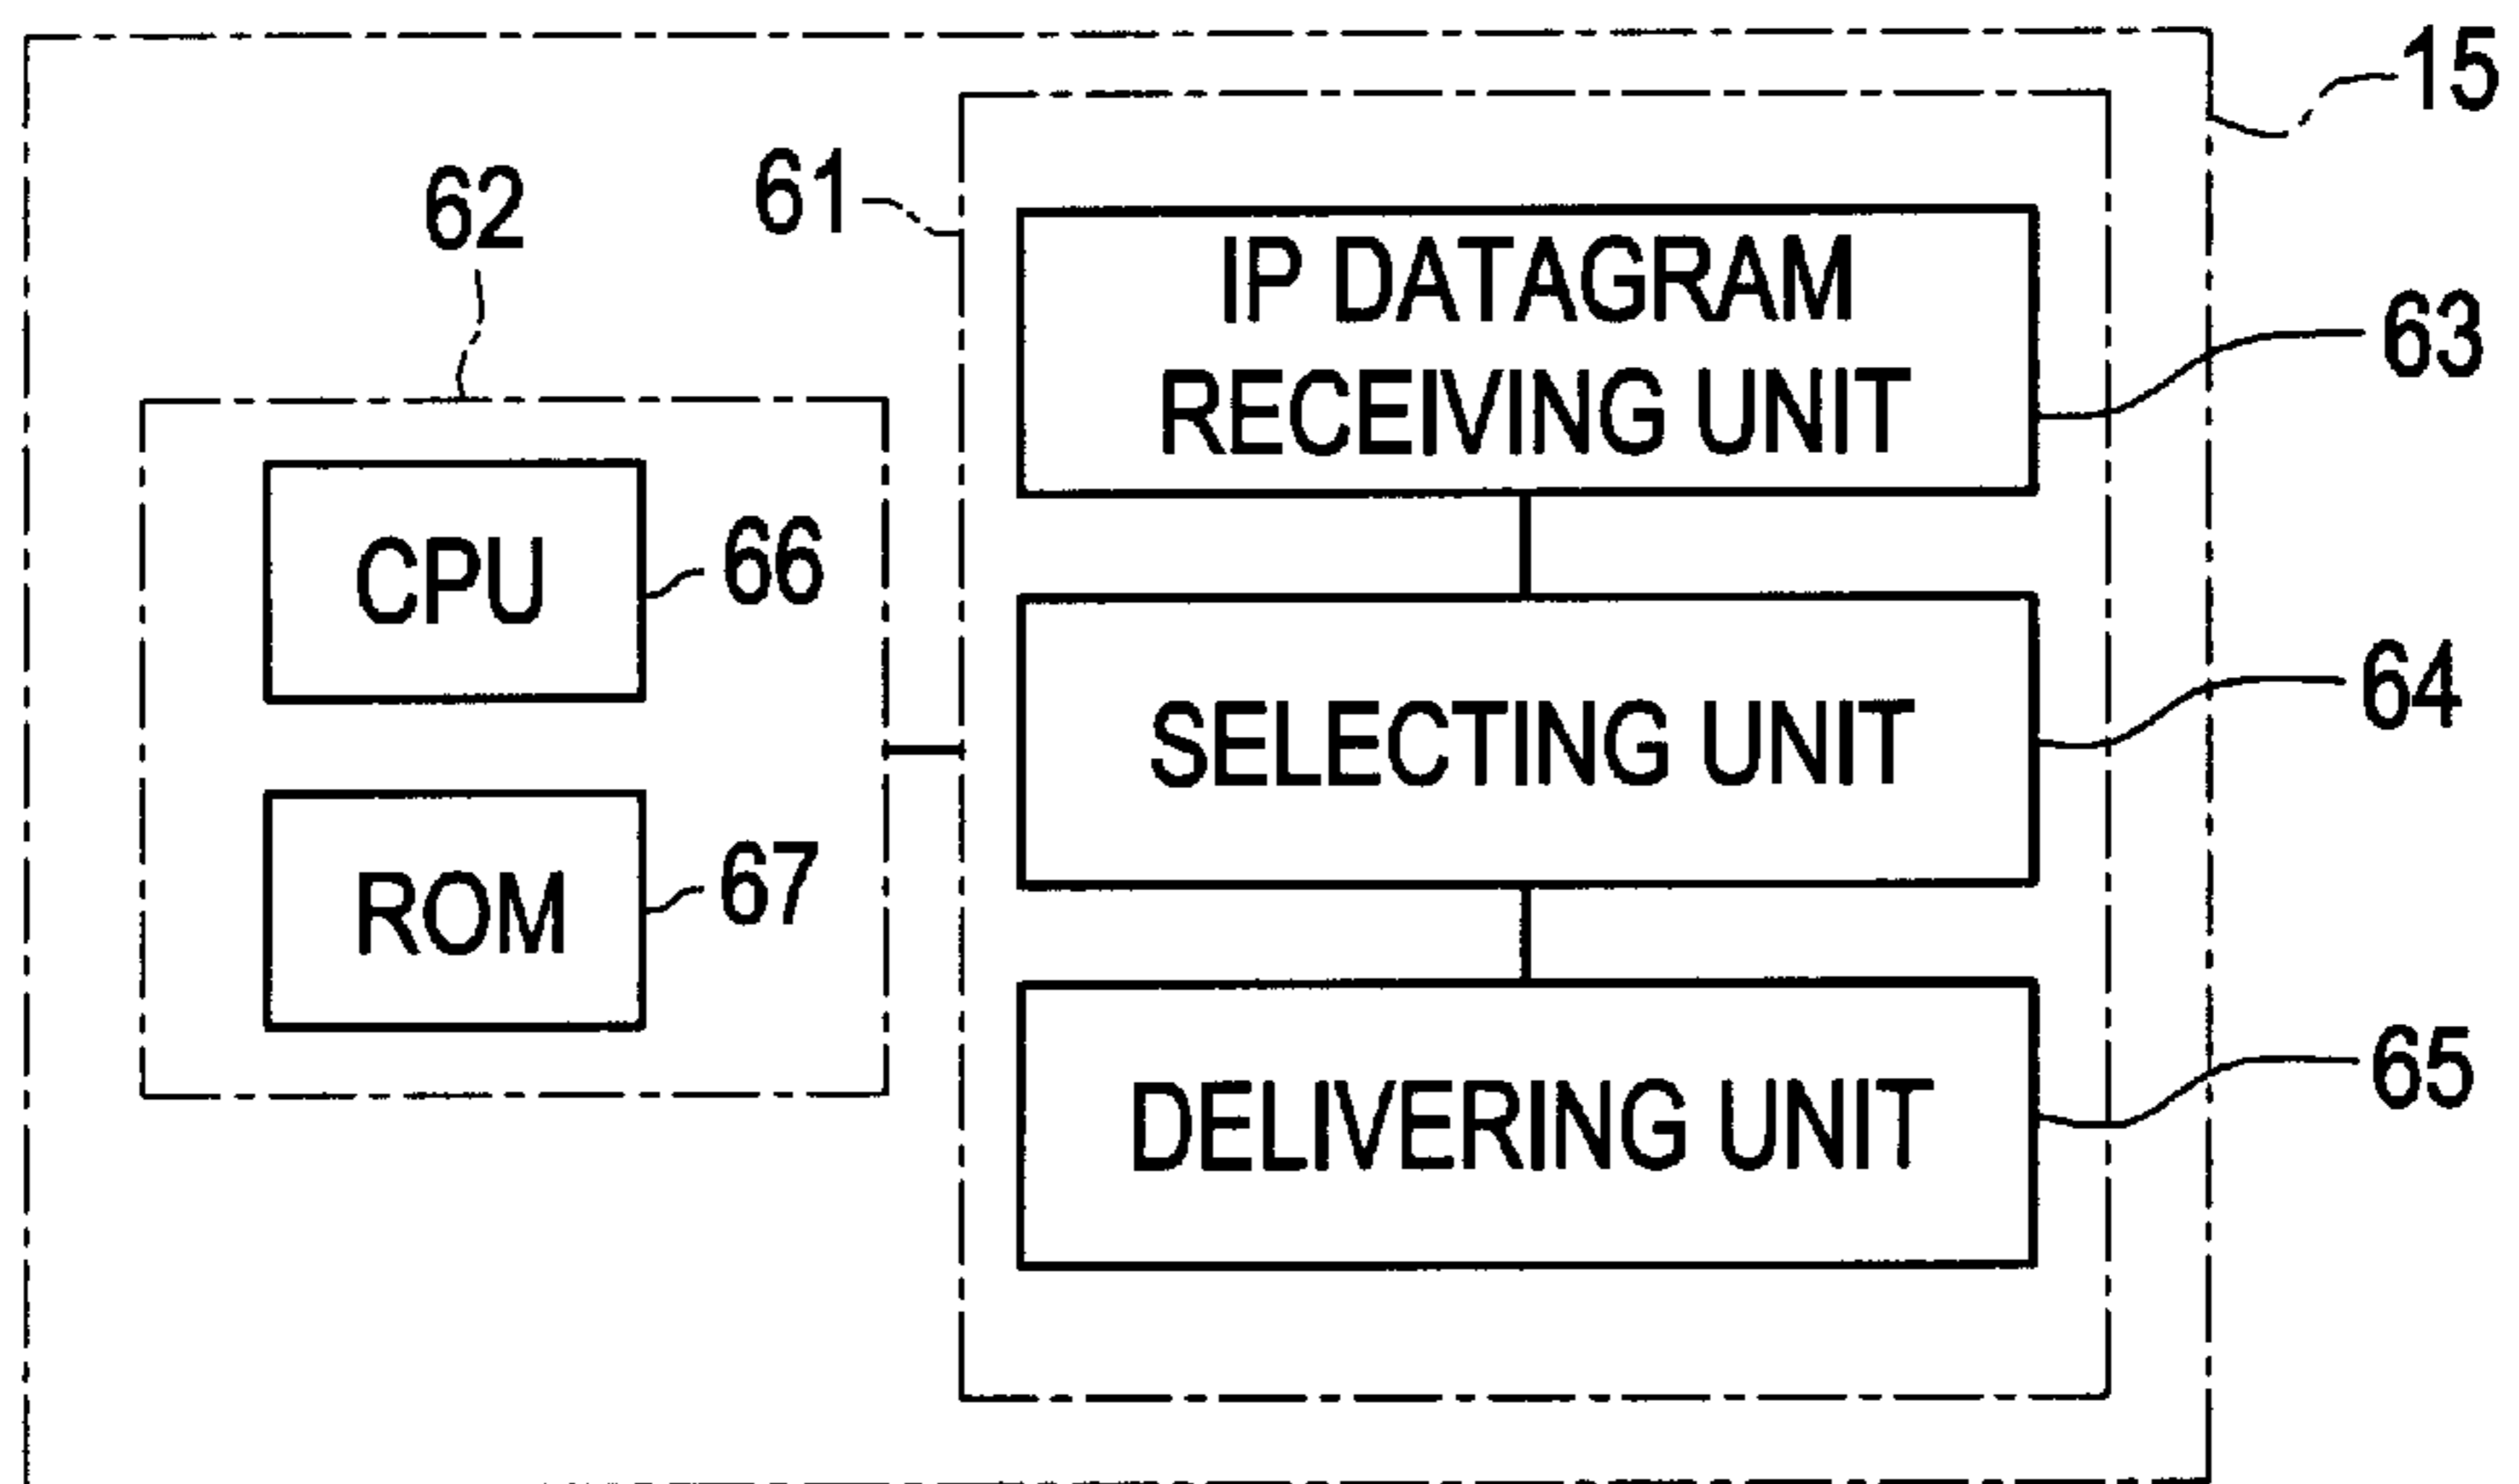 15
61
62
IP DATAGRAM
RECEIVING UNIT
63
CPU
66
SELECTING UNIT
64
ROM
67
DELIVERING UNIT
65